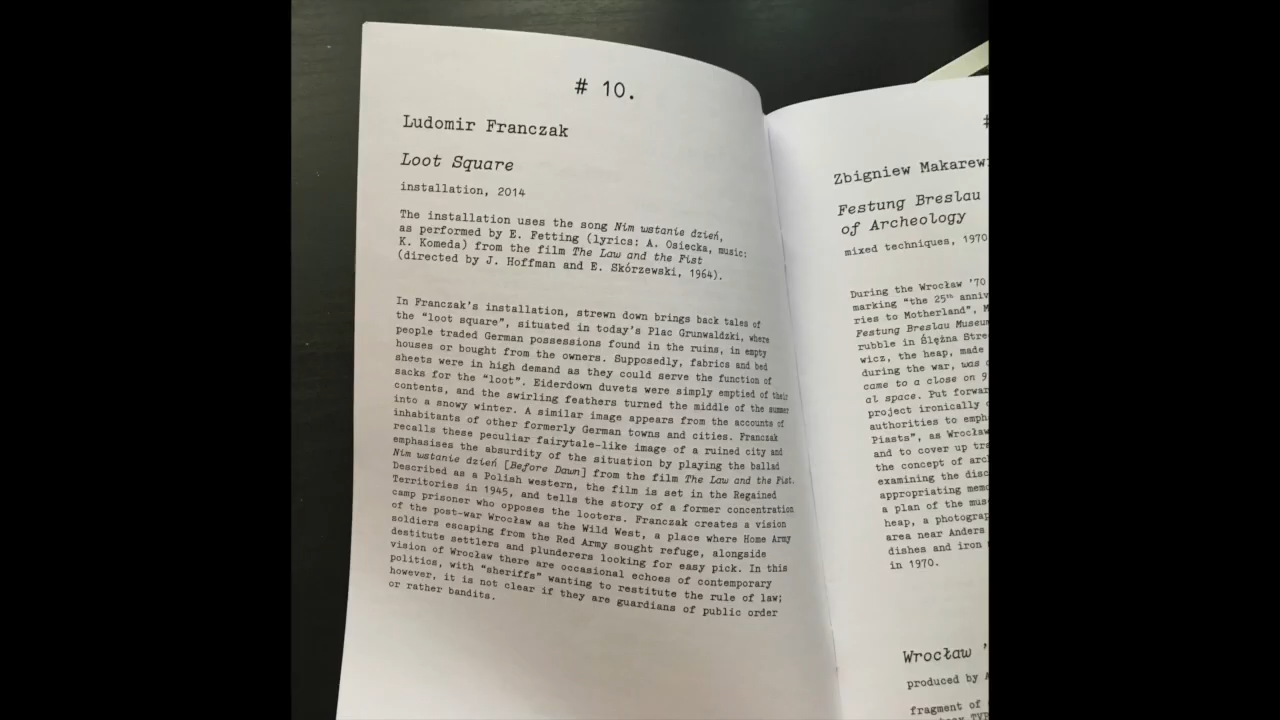 # 10.
Ludomir Franczak
Loot Square
installation, 2014
The installation uses the song Nim wstanie dzień,
as performed by E. Fetting (lyrics: A. Osiecka, music:
K. Komeda) from the film The Law and the Fist
(directed by J. Hoffman and E. Skórzewski, 1964).
In Franczak's installation, strewn down brings back tales of
the "loot square", situated in today's Plac Grunwaldzki, where
people traded German possessions found in the ruins, in empty
houses or bought from the owners. Supposedly, fabrics and bed
sheets were in high demand as they could serve the function of
sacks for the "loot". Eiderdown duvets were simply emptied of their
contents, and the swirling feathers turned the middle of the summer
into a snowy winter. A similar image appears from the accounts of
inhabitants of other formerly German towns and cities. Franczak
recalls these peculiar fairytale-like image of a ruined city and
emphasises the absurdity of the situation by playing the ballad
Nim wstanie dzień [Before Dawn] from the film The Law and the Fist.
Described as a Polish western, the film is set in the Regained
Territories in 1945, and tells the story of a former concentration
camp prisoner who opposes the looters. Franczak creates a vision
of the post-war Wrocław as the Wild West, a place where Home Army
soldiers escaping from the Red Army sought refuge, alongside
destitute settlers and plunderers looking for easy pick. In this
vision of Wrocław there are occasional echoes of contemporary
politics, with "sheriffs" wanting to restitute the rule of law;
however, it is not clear if they are guardians of public order
or rather bandits.
#
Zbigniew Makarew
Festung Breslau
of Archeology
mixed techniques, 1970
During the Wrocław '70
marking "the 25th anniv
ries to Motherland", M
Festung Breslau Museum
rubble in Ślężna Stre
wicz, the heap, made
during the war, was
came to a close on 9
al space. Put forwar
project ironically
authorities to emph
Piasts", as Wrocław
and to cover up tra
the concept of arc
examining the disc
appropriating memo
a plan of the mus
heap, a photograp
area near Anders
dishes and iron
in 1970.
Wrocław '
produced by
fragment of